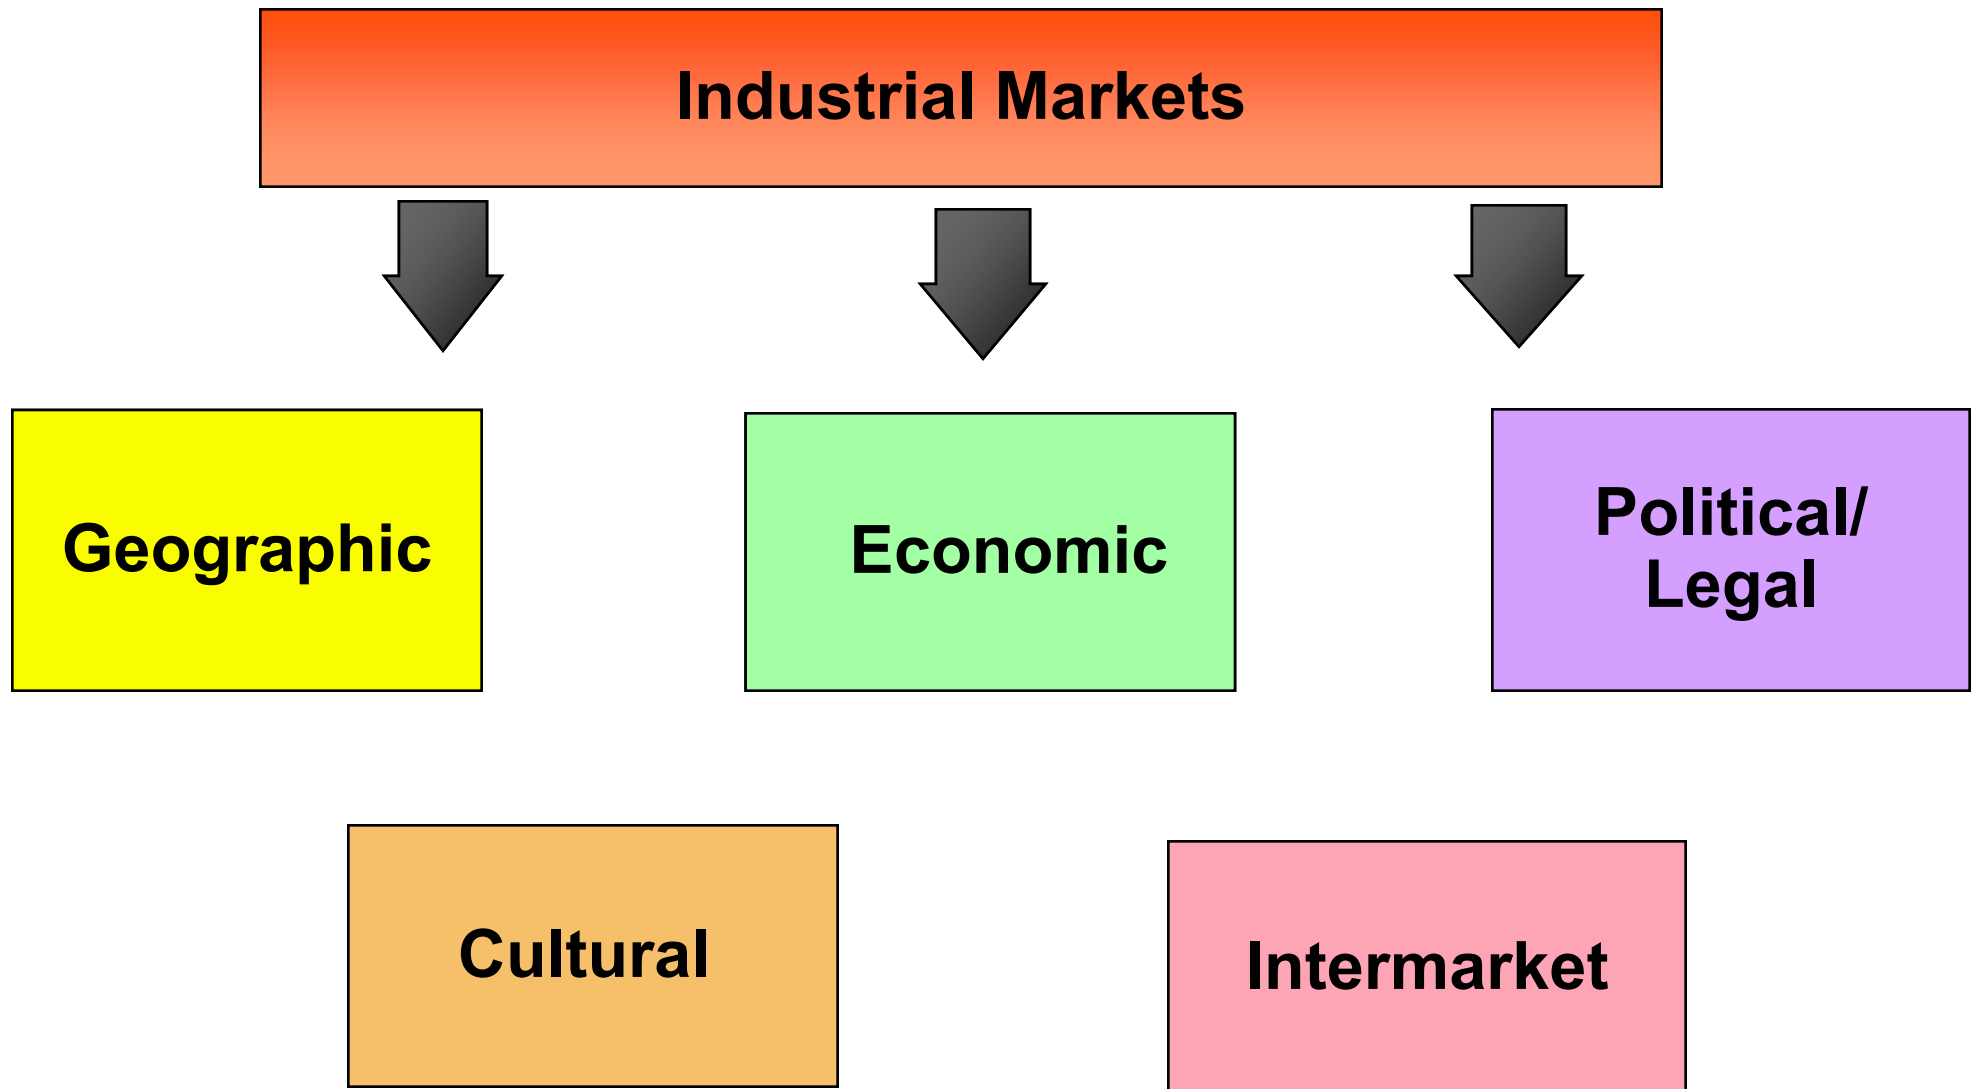 Industrial Markets
Geographic
Economic
Political/
Legal
Cultural
Intermarket